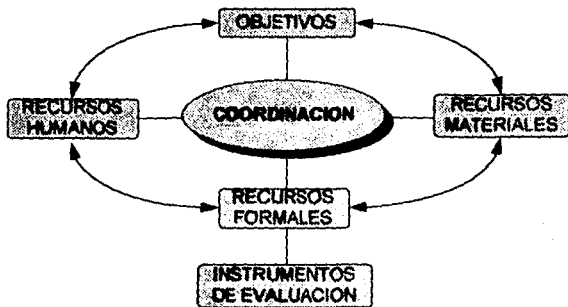 OBJETIVOS
RECURSOS
HUMANOS
COORDINACION
RECURSOS
MATERIALES
RECURSOS
FORMALES
INSTRUMENTOS
DE EVALUACION